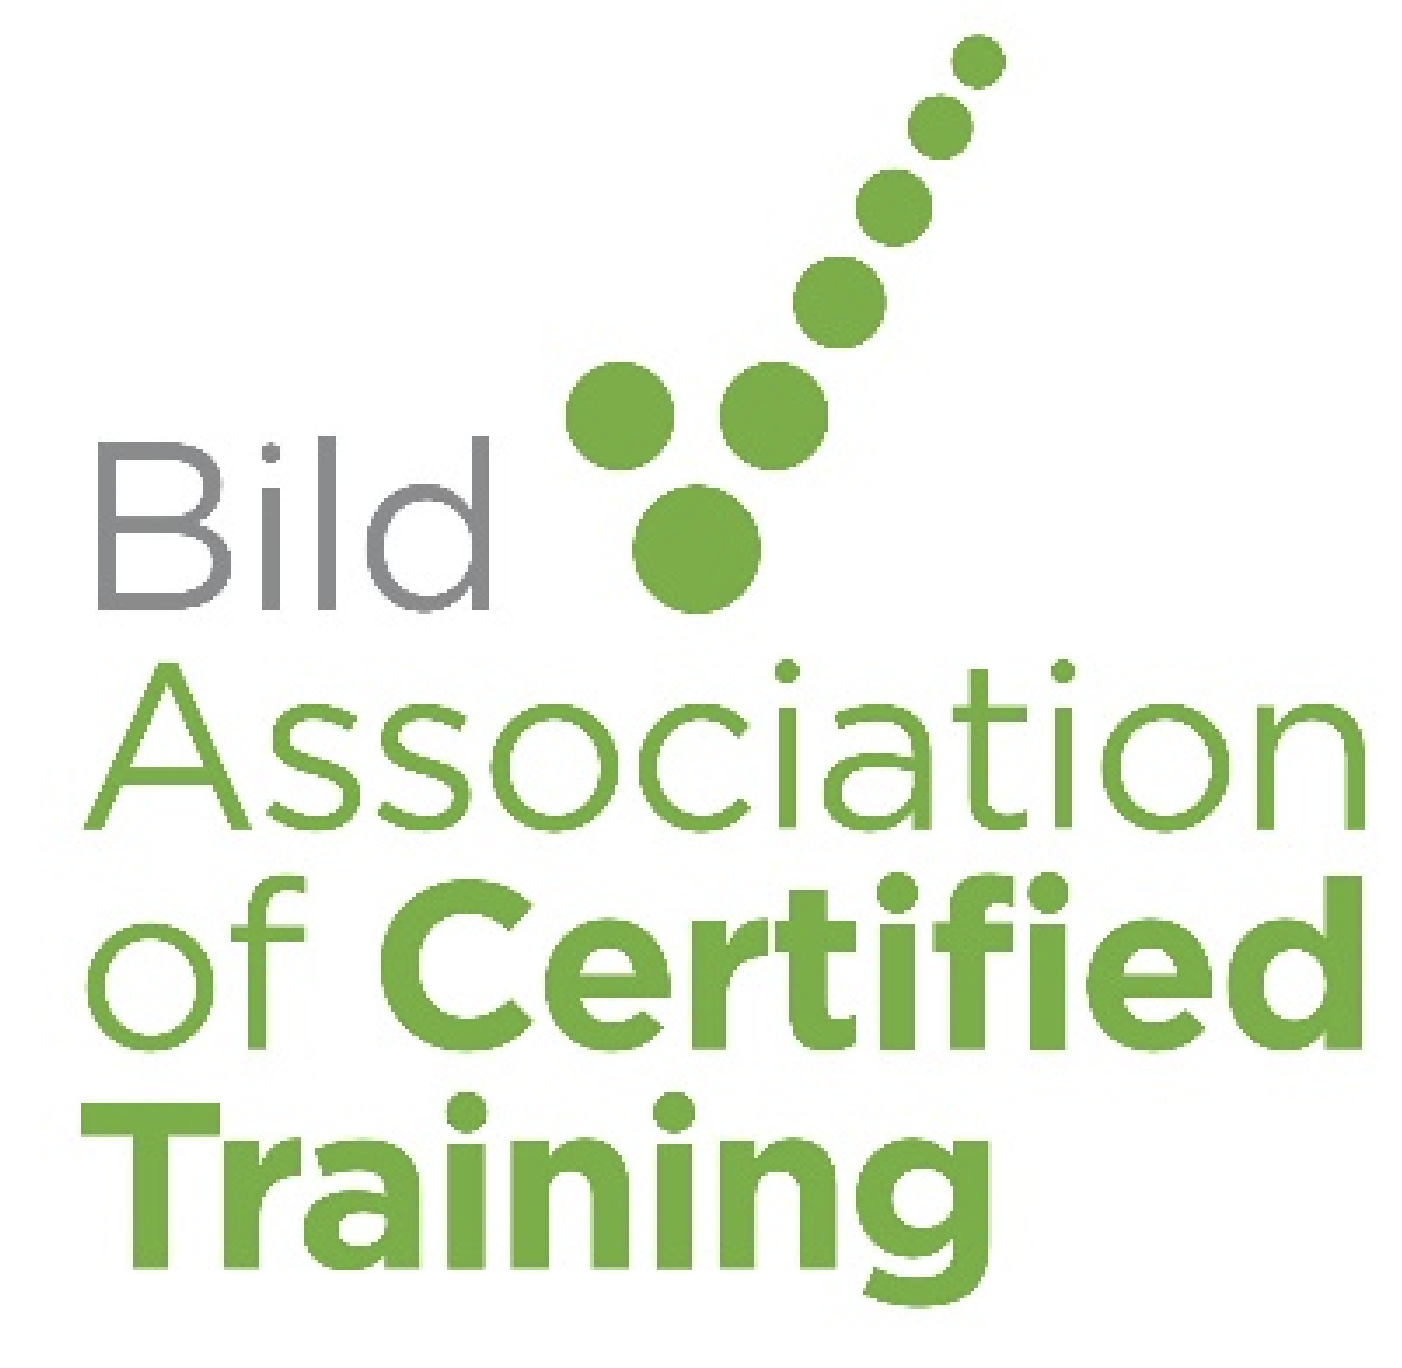 Bild
Association
of Certified
Training